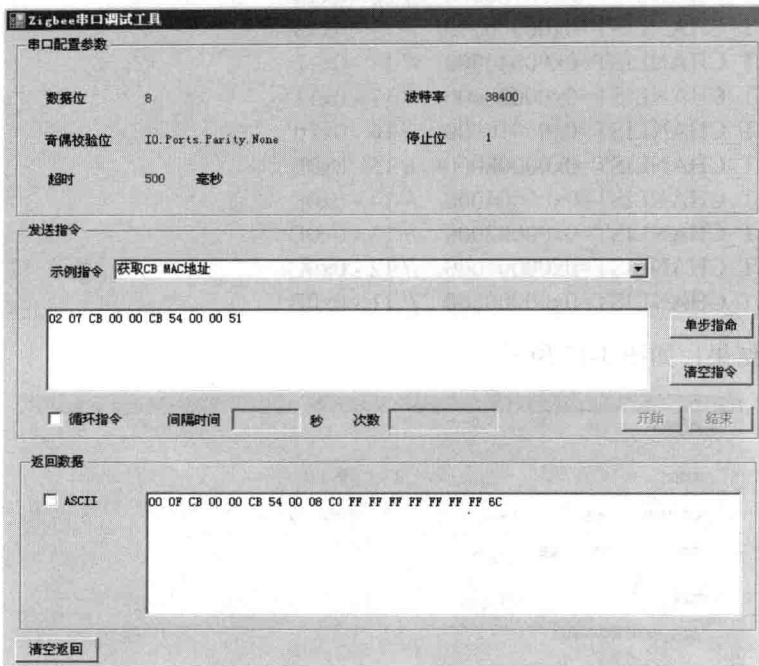 Zigbee串口调试工具
串口配置参数
数据位 8 波特率 38400
奇偶校验位 IO.Ports.Parity.None 停止位 1
超时 500 毫秒
发送指令
示例指令 获取CB MAC地址
02 07 CB 00 00 CB 54 00 00 51
单步指命
清空指令
循环指令 间隔时间 秒 次数 开始 结束
返回数据
ASCII 00 0F CB 00 00 CB 54 00 08 C0 FF FF FF FF FF FF FF 6C
清空返回